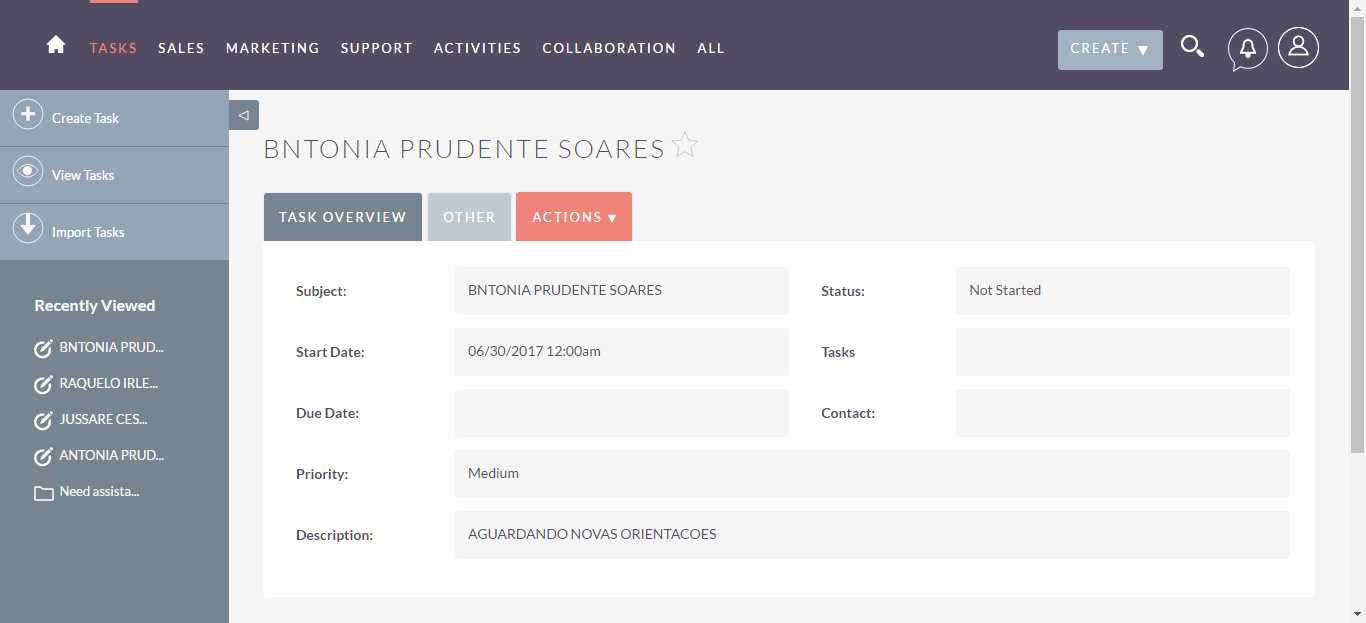 TASKS SALES MARKETING SUPPORT ACTIVITIES COLLABORATION ALL CREATE ▼
Create Task
View Tasks
Import Tasks
Recently Viewed
BNTONIA PRUD...
RAQUELO IRLE...
JUSSARE CES...
ANTONIA PRUD...
Need assista...
BNTONIA PRUDENTE SOARES
TASK OVERVIEW OTHER ACTIONS ▼
Subject: BNTONIA PRUDENTE SOARES Status: Not Started
Start Date: 06/30/2017 12:00am Tasks
Due Date: Contact:
Priority: Medium
Description: AGUARDANDO NOVAS ORIENTACOES